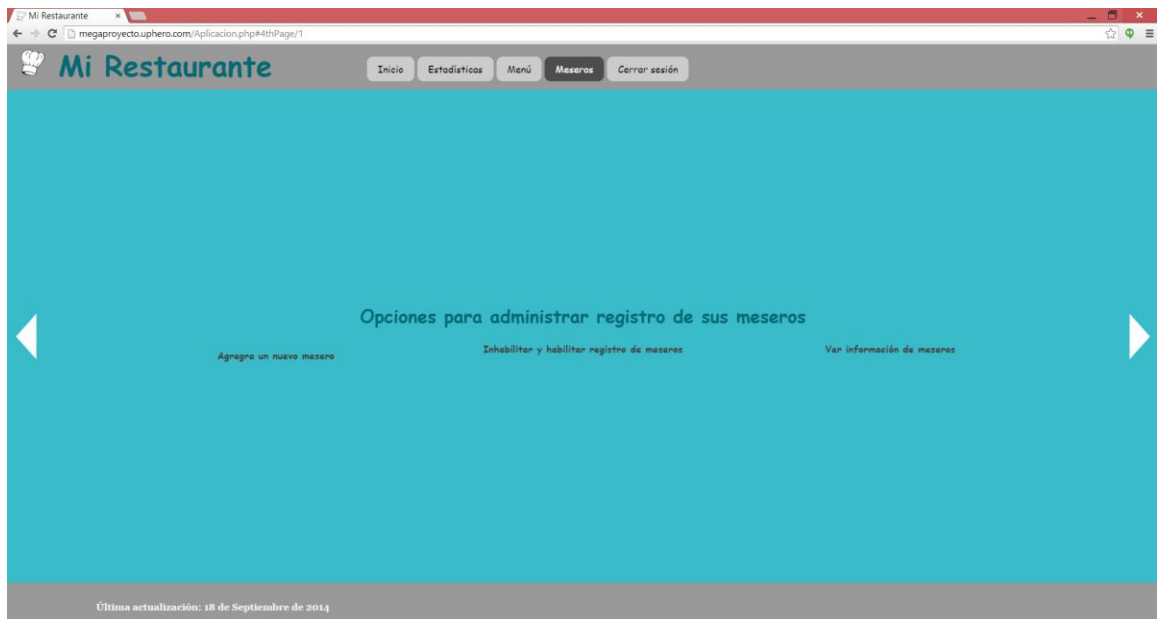 Mi Restaurante
megaproyecto.uphero.com/Aplicacion.php#4thPage/1
Mi Restaurante
Inicio Estadísticas Menú Meseros Cerrar sesión
Opciones para administrar registro de sus meseros
Agregra un nuevo mesero
Inhabilitar y habilitar registro de meseros
Ver información de meseros
Última actualización: 18 de Septiembre de 2014